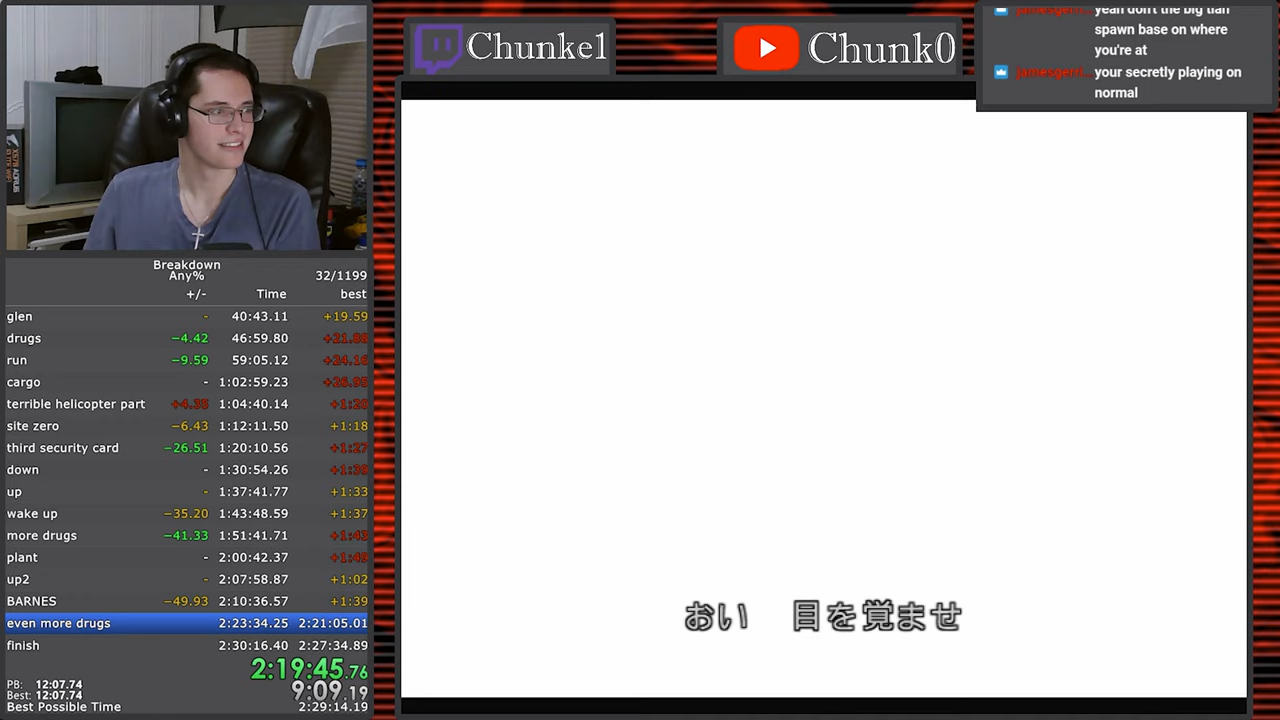 Chunke1
Chunk0
yeah don't the big titan
spawn base on where
you're at
jamesgerri... your secretly playing on
normal
Breakdown
Any% 32/1199
+/- Time best
glen - 40:43.11 +19.59
drugs −4.42 46:59.80 +21.88
run −9.59 59:05.12 +24.16
cargo - 1:02:59.23 +26.95
terrible helicopter part +4.35 1:04:40.14 +1:20
site zero −6.43 1:12:11.50 +1:18
third security card −26.51 1:20:10.56 +1:27
down - 1:30:54.26 +1:39
up - 1:37:41.77 +1:33
wake up −35.20 1:43:48.59 +1:37
more drugs −41.33 1:51:41.71 +1:43
plant - 2:00:42.37 +1:49
up2 - 2:07:58.87 +1:02
BARNES −49.93 2:10:36.57 +1:39
even more drugs 2:23:34.25 2:21:05.01
finish 2:30:16.40 2:27:34.89
2:19:45.76
PB: 12:07.74
Best: 12:07.74
9:09.19
Best Possible Time 2:29:14.19
おい 目を覚ませ